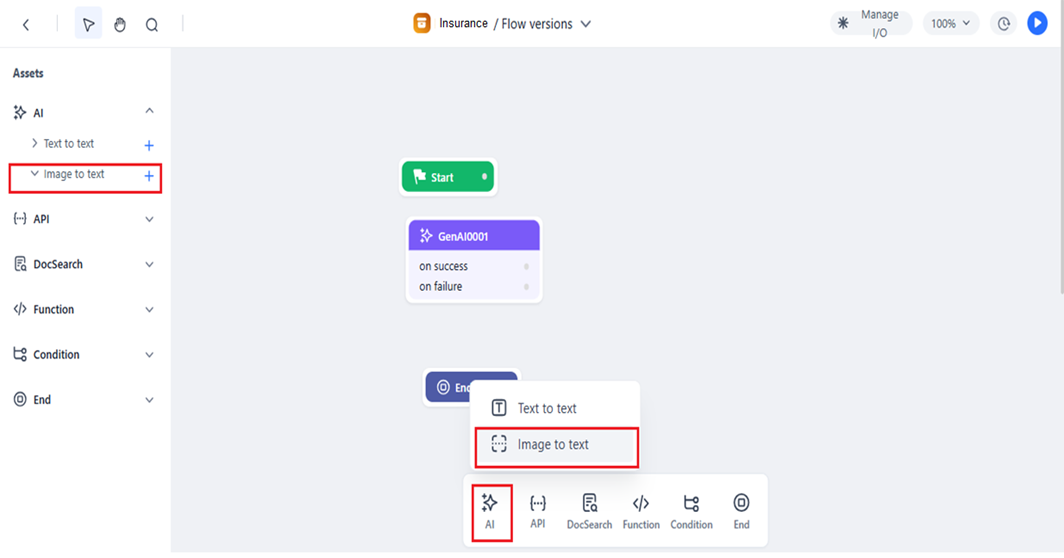 Insurance / Flow versions
Manage
I/O
100%
Assets
AI
Text to text
Image to text
API
DocSearch
Function
Condition
End
Start
GenAI0001
on success
on failure
End
Text to text
Image to text
AI
API
DocSearch
Function
Condition
End